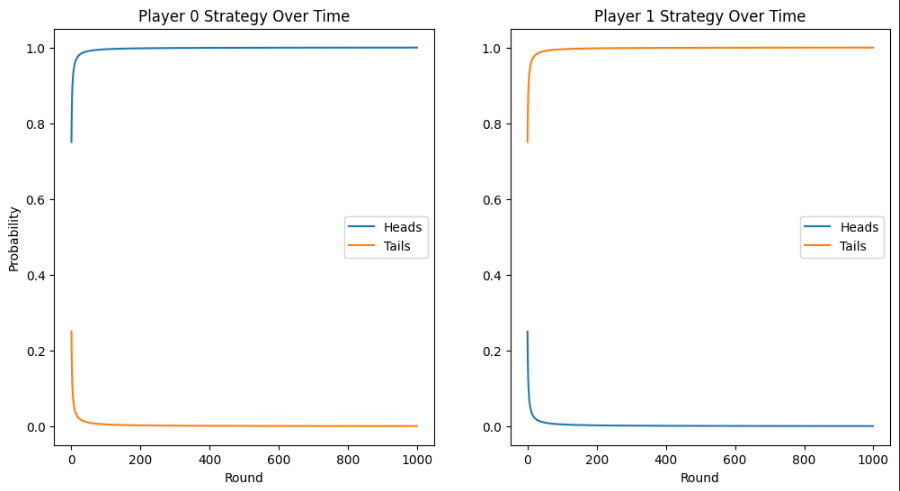 Player 0 Strategy Over Time
Player 1 Strategy Over Time
Probability
1.0
0.8
0.6
0.4
0.2
0.0
Heads
Tails
0 200 400 600 800 1000
Round
1.0
0.8
0.6
0.4
0.2
0.0
Heads
Tails
0 200 400 600 800 1000
Round